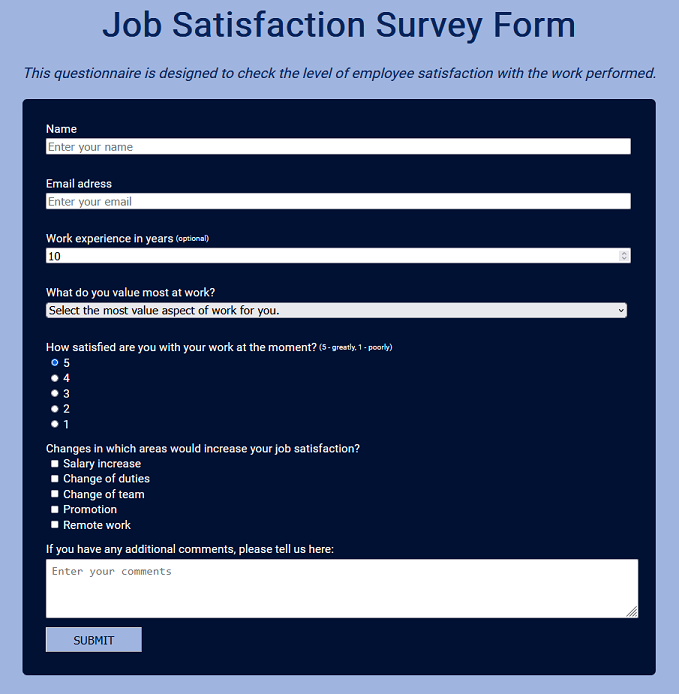 Job Satisfaction Survey Form
This questionnaire is designed to check the level of employee satisfaction with the work performed.
Name
Enter your name
Email adress
Enter your email
Work experience in years (optional)
10
What do you value most at work?
Select the most value aspect of work for you.
How satisfied are you with your work at the moment? (5 - greatly, 1 - poorly)
5
4
3
2
1
Changes in which areas would increase your job satisfaction?
Salary increase
Change of duties
Change of team
Promotion
Remote work
If you have any additional comments, please tell us here:
Enter your comments
SUBMIT